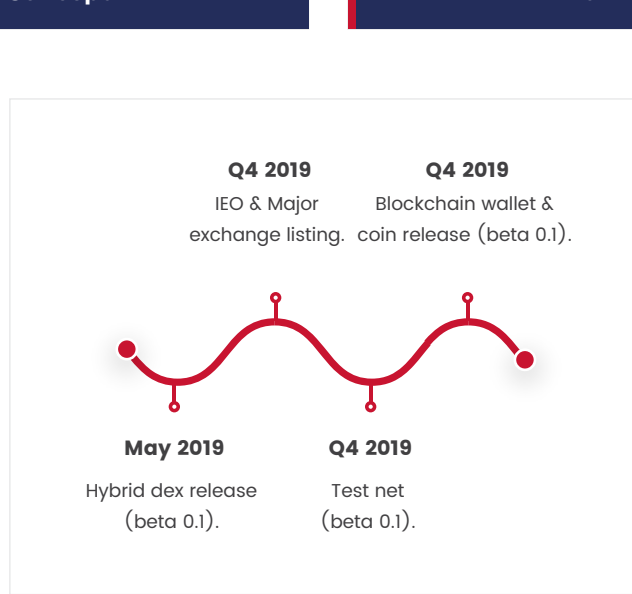 Q4 2019
IEO & Major
exchange listing.
Q4 2019
Blockchain wallet &
coin release (beta 0.1).
May 2019
Hybrid dex release
(beta 0.1).
Q4 2019
Test net
(beta 0.1).